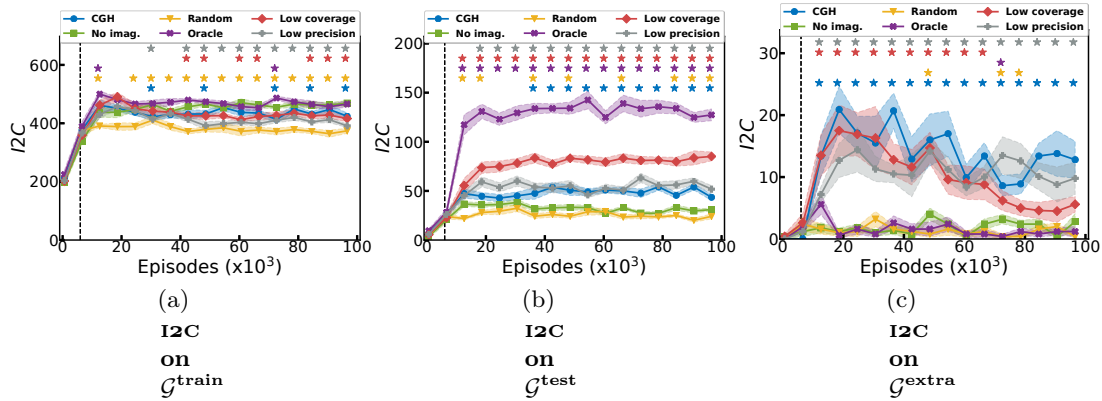 CGH Random Low coverage
No imag. Oracle Low precision
I2C
600
400
200
0
0 20 40 60 80 100
Episodes (x10³)
(a)
I2C
on
𝒢^train
CGH Random Low coverage
No imag. Oracle Low precision
I2C
200
150
100
50
0
0 20 40 60 80 100
Episodes (x10³)
(b)
I2C
on
𝒢^test
CGH Random Low coverage
No imag. Oracle Low precision
I2C
30
20
10
0
0 20 40 60 80 100
Episodes (x10³)
(c)
I2C
on
𝒢^extra